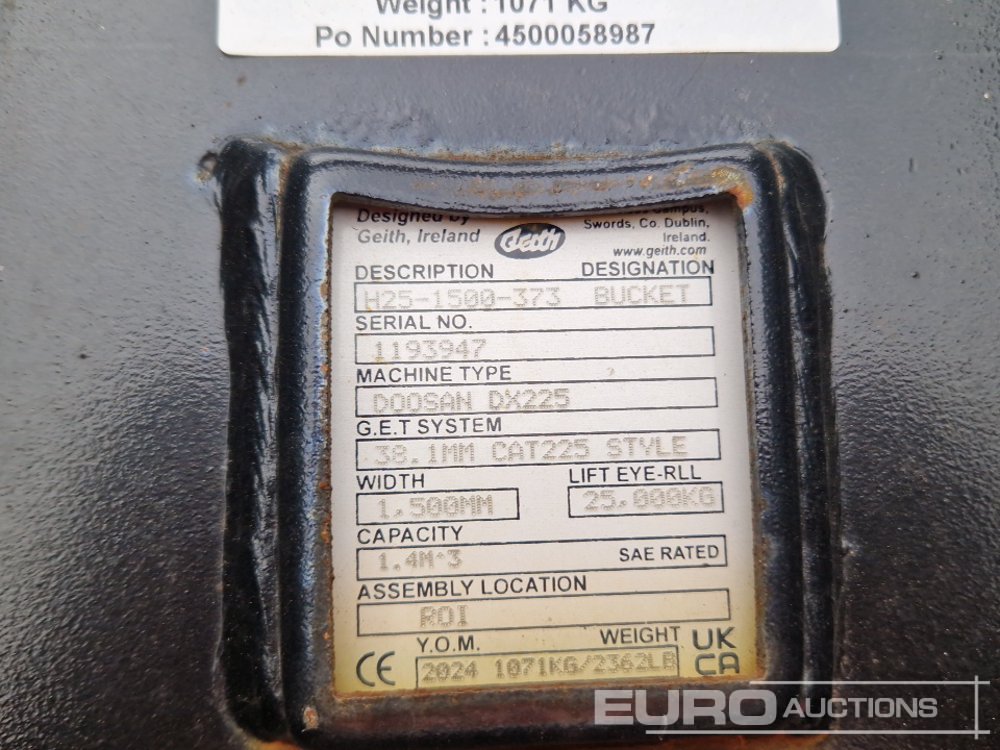 Weight : 1071 KG
Po Number : 4500058987
Designed by
Geith, Ireland
Geith
Campus,
Swords, Co. Dublin,
Ireland.
www.geith.com
DESCRIPTION DESIGNATION
H25-1500-373 BUCKET
SERIAL NO.
1193947
MACHINE TYPE
DOOSAN DX225
G.E.T SYSTEM
38.1MM CAT225 STYLE
WIDTH LIFT EYE-RLL
1,500MM 25,000KG
CAPACITY
1.4M^3 SAE RATED
ASSEMBLY LOCATION
ROI
Y.O.M. WEIGHT UK
CE 2024 1071KG/2362LB CA
EURO AUCTIONS